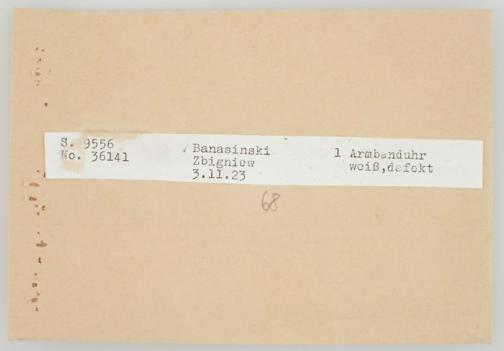 S. 9556
No. 36141
Banasinski
Zbigniew
3.11.23
1 Armbanduhr
weiß,defekt
68